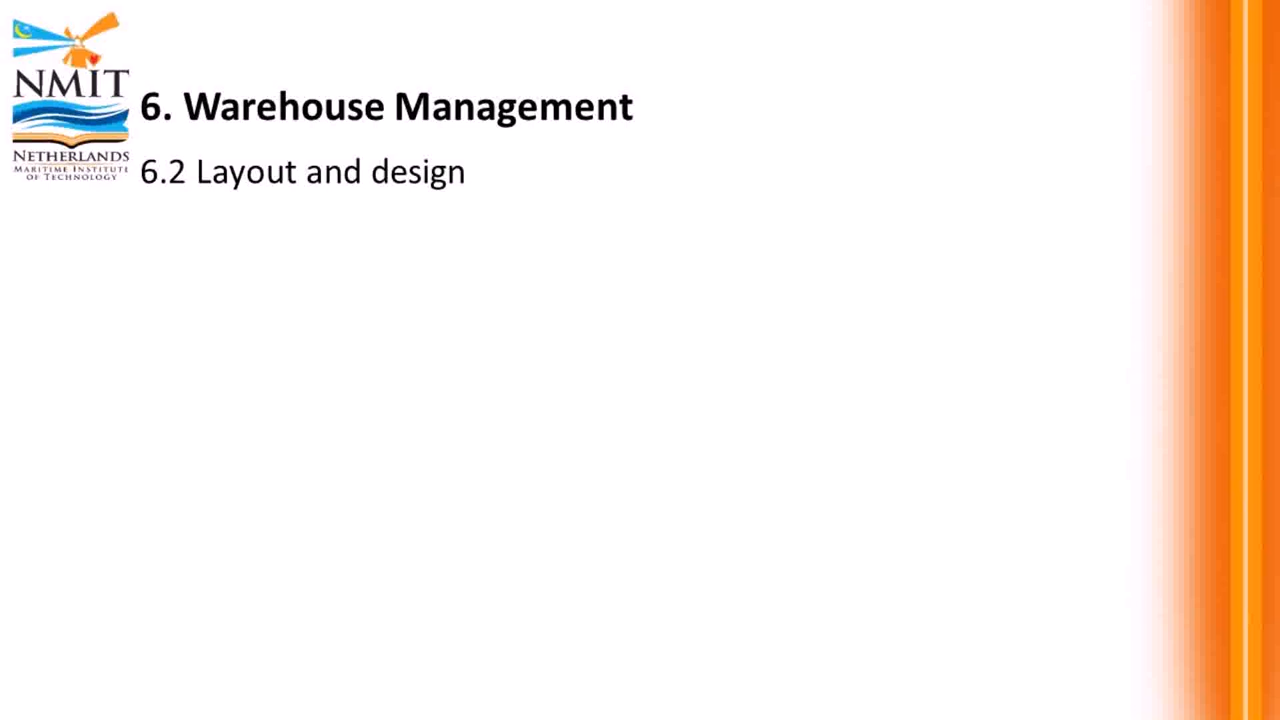 NMIT
NETHERLANDS
MARITIME INSTITUTE
OF TECHNOLOGY
6. Warehouse Management
6.2 Layout and design